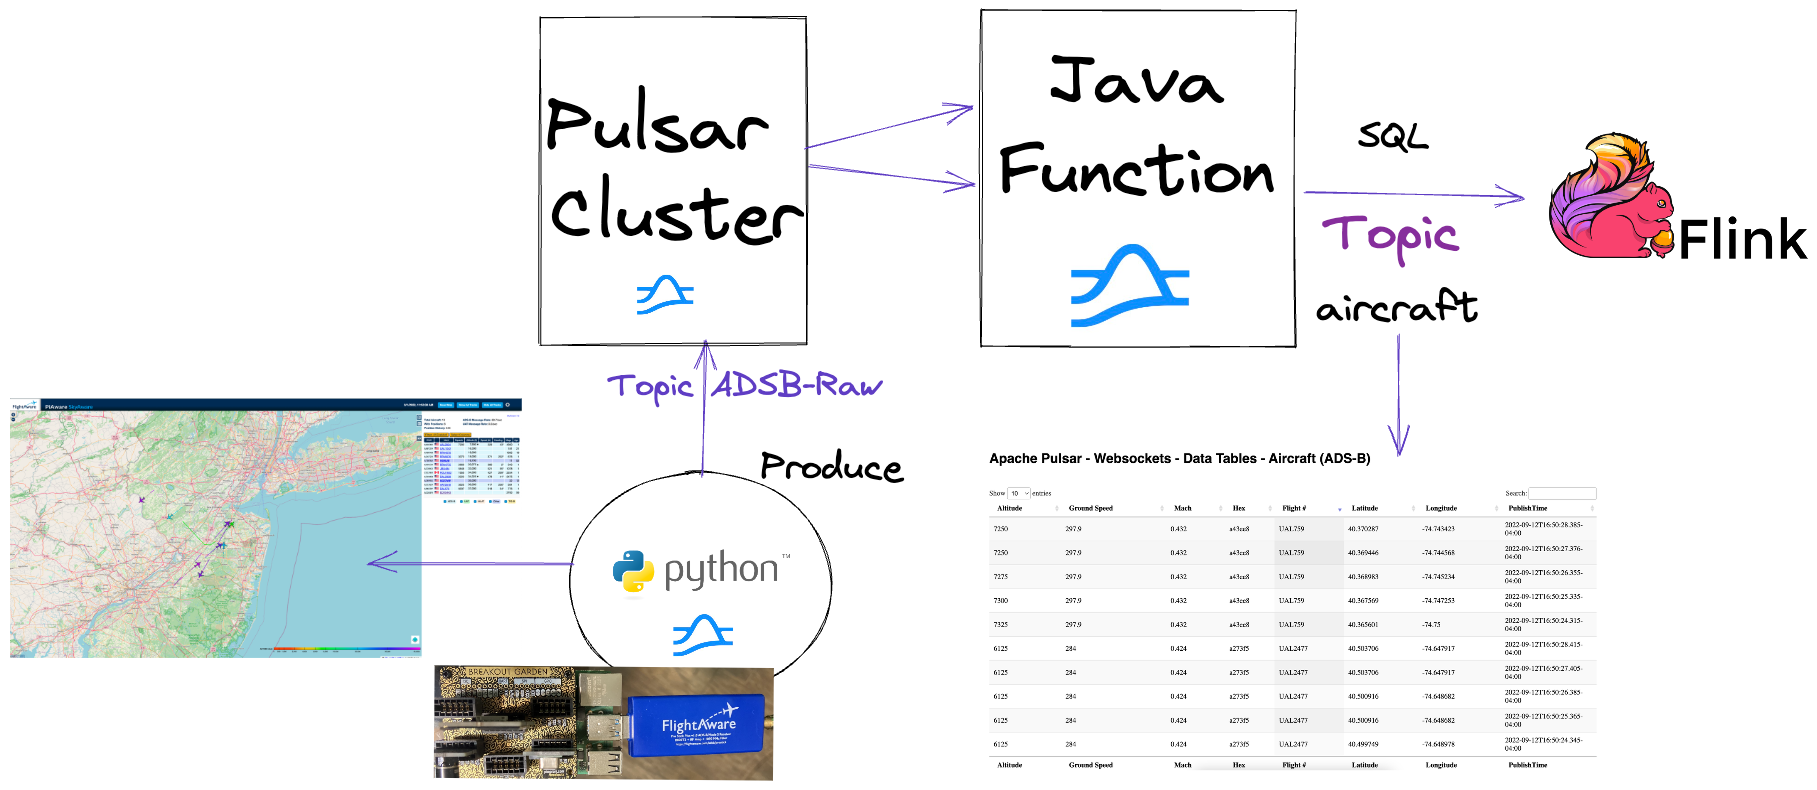 Pulsar
Cluster
Java
Function
SQL
Topic
aircraft
Flink
Topic ADSB-Raw
Produce
python™
FlightAware
PiAware SkyAware
BREAKOUT GARDEN
FlightAware
Apache Pulsar - Websockets - Data Tables - Aircraft (ADS-B)
Show 10 entries
Search:
Altitude Ground Speed Mach Hex Flight # Latitude Longitude PublishTime
7250 297.9 0.432 a43ee8 UAL759 40.370287 -74.743423 2022-09-12T16:50:28.385-
04:00
7250 297.9 0.432 a43ee8 UAL759 40.369446 -74.744568 2022-09-12T16:50:27.376-
04:00
7275 297.9 0.432 a43ee8 UAL759 40.368983 -74.745234 2022-09-12T16:50:26.355-
04:00
7300 297.9 0.432 a43ee8 UAL759 40.367569 -74.747253 2022-09-12T16:50:25.335-
04:00
7325 297.9 0.432 a43ee8 UAL759 40.365601 -74.75 2022-09-12T16:50:24.315-
04:00
6125 284 0.424 a273f5 UAL2477 40.503706 -74.647917 2022-09-12T16:50:28.415-
04:00
6125 284 0.424 a273f5 UAL2477 40.503706 -74.647917 2022-09-12T16:50:27.405-
04:00
6125 284 0.424 a273f5 UAL2477 40.500916 -74.648682 2022-09-12T16:50:26.385-
04:00
6125 284 0.424 a273f5 UAL2477 40.500916 -74.648682 2022-09-12T16:50:25.365-
04:00
6125 284 0.424 a273f5 UAL2477 40.499749 -74.648978 2022-09-12T16:50:24.345-
04:00
Altitude Ground Speed Mach Hex Flight # Latitude Longitude PublishTime